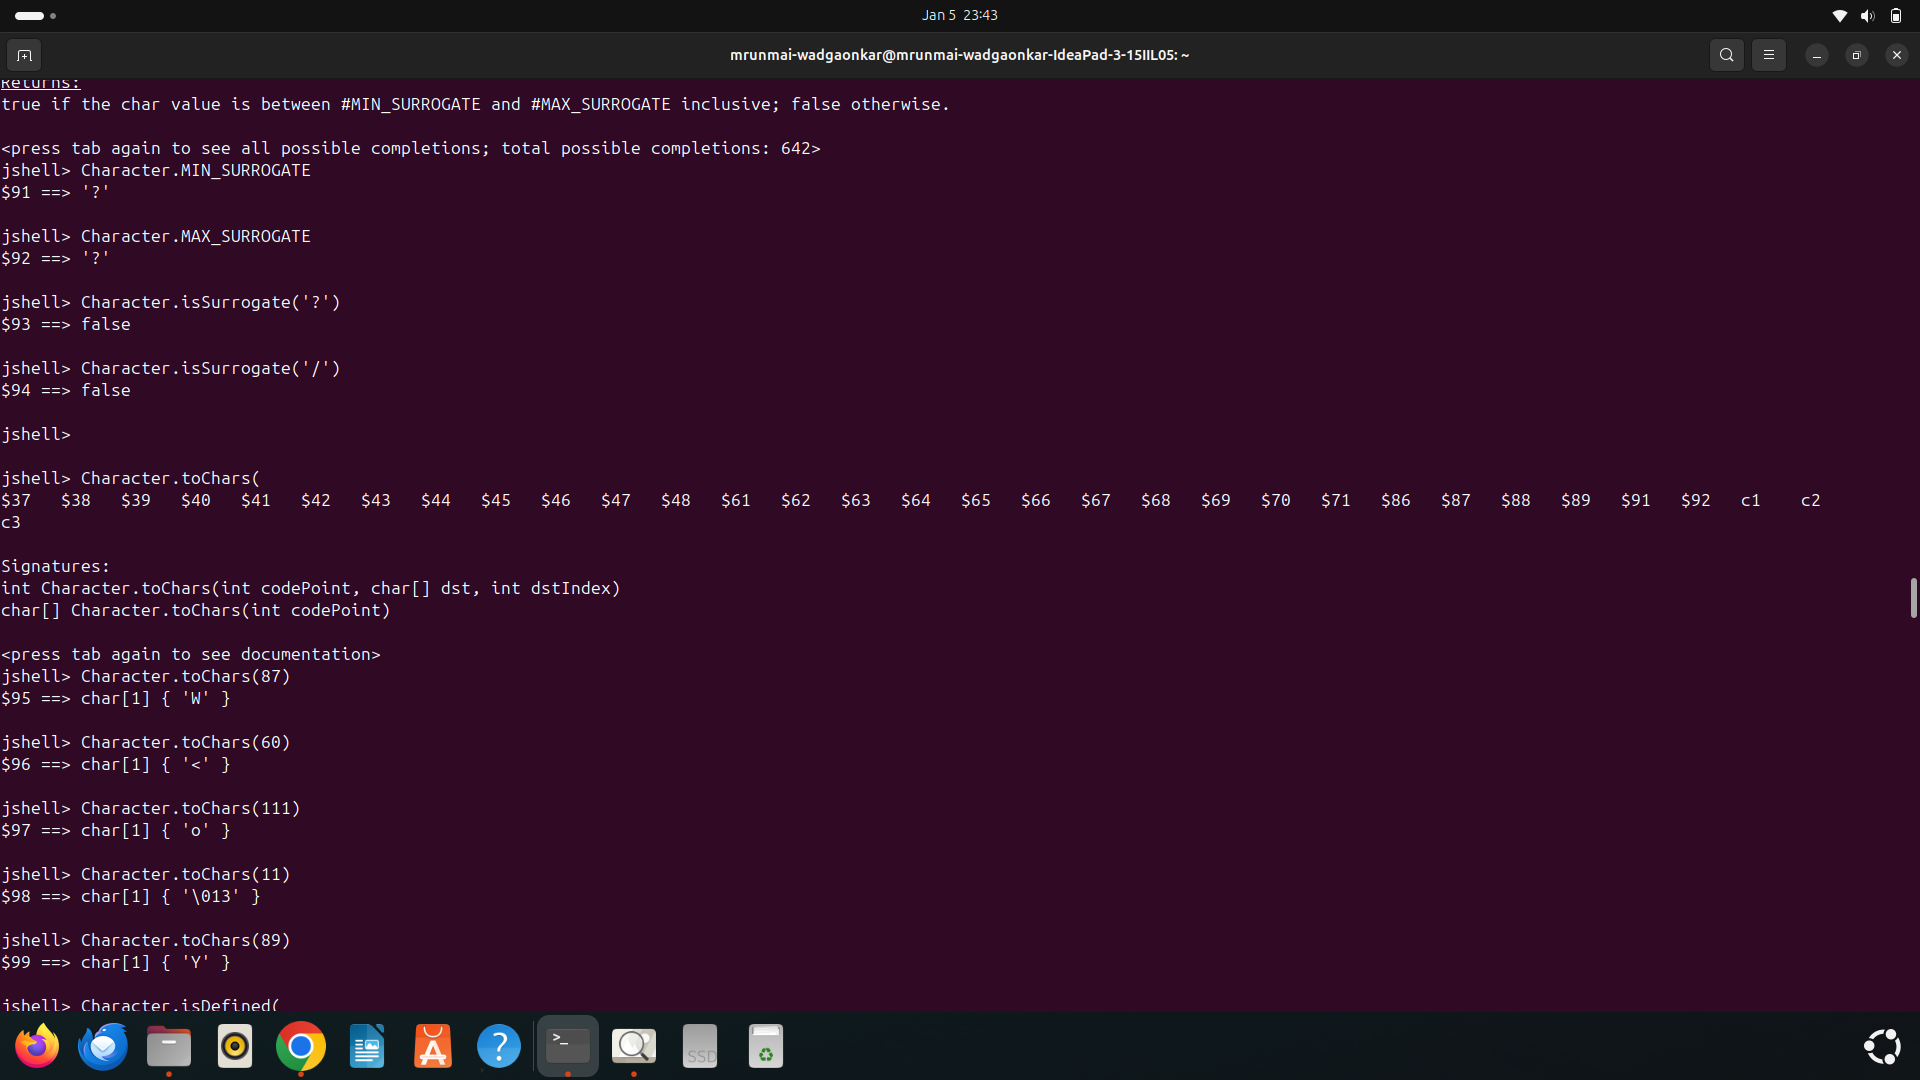 Jan 5 23:43
mrunmai-wadgaonkar@mrunmai-wadgaonkar-IdeaPad-3-15IIL05: ~
Returns:
true if the char value is between #MIN_SURROGATE and #MAX_SURROGATE inclusive; false otherwise.
<press tab again to see all possible completions; total possible completions: 642>
jshell> Character.MIN_SURROGATE
$91 ==> '?'
jshell> Character.MAX_SURROGATE
$92 ==> '?'
jshell> Character.isSurrogate('?')
$93 ==> false
jshell> Character.isSurrogate('/')
$94 ==> false
jshell>
jshell> Character.toChars(
$37 $38 $39 $40 $41 $42 $43 $44 $45 $46 $47 $48 $61 $62 $63 $64 $65 $66 $67 $68 $69 $70 $71 $86 $87 $88 $89 $91 $92 c1 c2
c3
Signatures:
int Character.toChars(int codePoint, char[] dst, int dstIndex)
char[] Character.toChars(int codePoint)
<press tab again to see documentation>
jshell> Character.toChars(87)
$95 ==> char[1] { 'W' }
jshell> Character.toChars(60)
$96 ==> char[1] { '<' }
jshell> Character.toChars(111)
$97 ==> char[1] { 'o' }
jshell> Character.toChars(11)
$98 ==> char[1] { '\013' }
jshell> Character.toChars(89)
$99 ==> char[1] { 'Y' }
jshell> Character.isDefined(
SSD